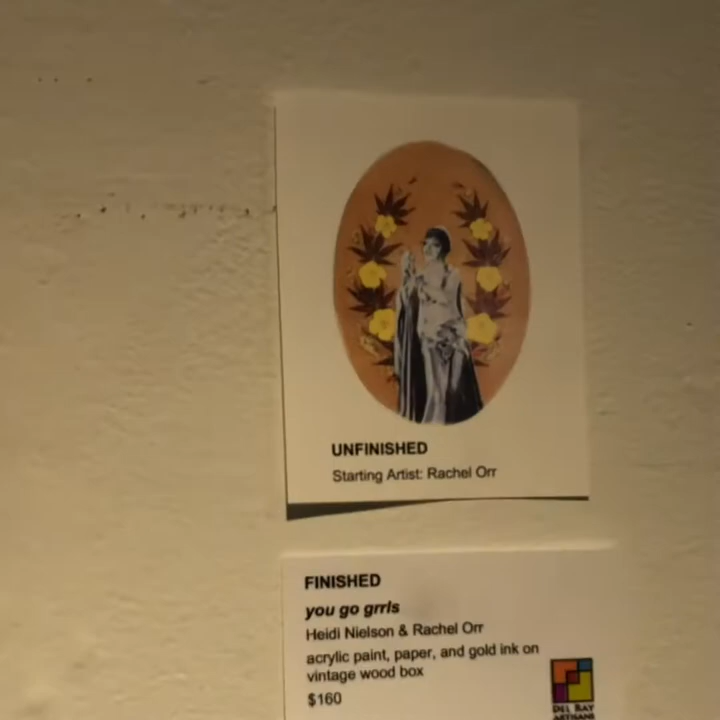 UNFINISHED
Starting Artist: Rachel Orr
FINISHED
you go grrls
Heidi Nielson & Rachel Orr
acrylic paint, paper, and gold ink on
vintage wood box
$160
DEL RAY
ARTISANS